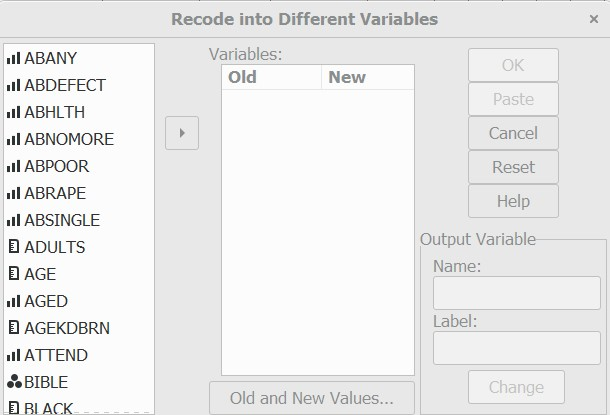 Recode into Different Variables ×
ABANY
ABDEFECT
ABHLTH
ABNOMORE
ABPOOR
ABRAPE
ABSINGLE
ADULTS
AGE
AGED
AGEKDBRN
ATTEND
BIBLE
BLACK
Variables:
Old New
Old and New Values...
OK
Paste
Cancel
Reset
Help
Output Variable
Name:
Label:
Change